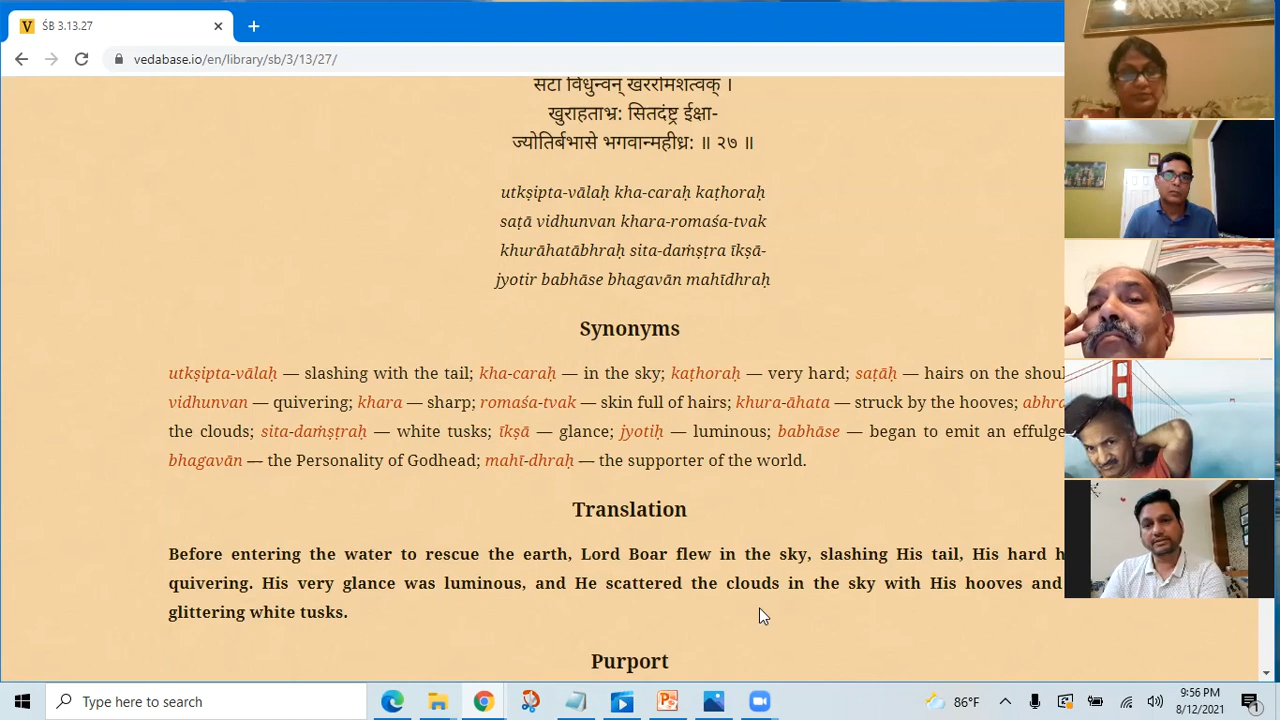 ŚB 3.13.27
vedabase.io/en/library/sb/3/13/27/
सटा विधुन्वन् खररोमशत्वक् ।
खुराहताभ्र: सितदंष्ट्र ईक्षा-
ज्योतिर्बभासे भगवान्महीध्र: ॥ २७ ॥
utkṣipta-vālaḥ kha-caraḥ kaṭhoraḥ
saṭā vidhunvan khara-romaśa-tvak
khurāhatābhraḥ sita-daṁṣṭra īkṣā-
jyotir babhāse bhagavān mahīdhraḥ
Synonyms
utkṣipta-vālaḥ — slashing with the tail; kha-caraḥ — in the sky; kaṭhoraḥ — very hard; saṭāḥ — hairs on the shoul
vidhunvan — quivering; khara — sharp; romaśa-tvak — skin full of hairs; khura-āhata — struck by the hooves; abhra
the clouds; sita-daṁṣṭraḥ — white tusks; īkṣā — glance; jyotiḥ — luminous; babhāse — began to emit an effulge
bhagavān — the Personality of Godhead; mahī-dhraḥ — the supporter of the world.
Translation
Before entering the water to rescue the earth, Lord Boar flew in the sky, slashing His tail, His hard h
quivering. His very glance was luminous, and He scattered the clouds in the sky with His hooves and
glittering white tusks.
Purport
Type here to search
86°F
9:56 PM
8/12/2021